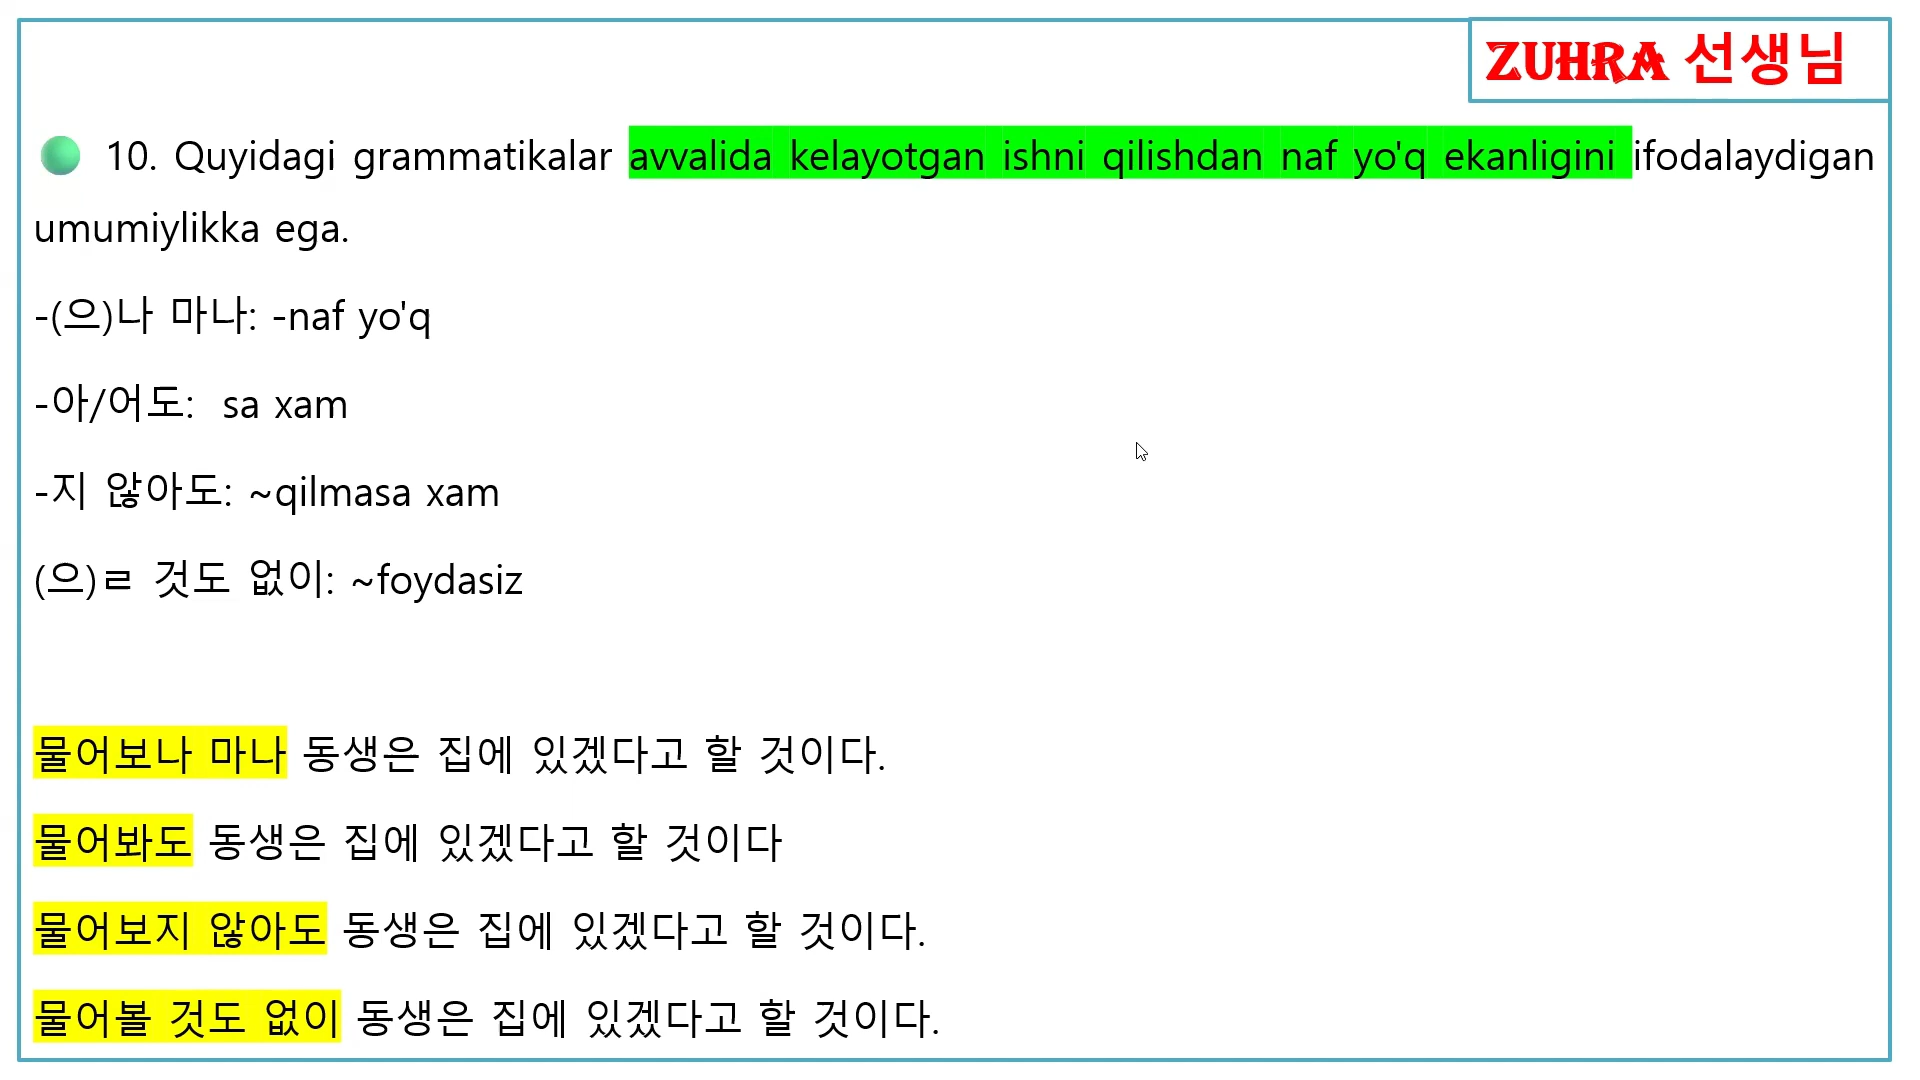 ZUHRA 선생님
10. Quyidagi grammatikalar avvalida kelayotgan ishni qilishdan naf yo'q ekanligini ifodalaydigan
umumiylikka ega.
-(으)나 마나: -naf yo'q
-아/어도:  sa xam
-지 않아도: ~qilmasa xam
(으)ㄹ 것도 없이: ~foydasiz
물어보나 마나 동생은 집에 있겠다고 할 것이다.
물어봐도 동생은 집에 있겠다고 할 것이다
물어보지 않아도 동생은 집에 있겠다고 할 것이다.
물어볼 것도 없이 동생은 집에 있겠다고 할 것이다.